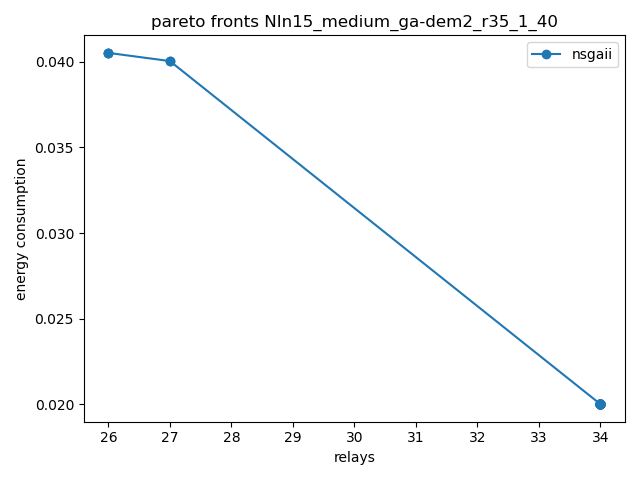 pareto fronts NIn15_medium_ga-dem2_r35_1_40
nsgaii
energy consumption
0.040
0.035
0.030
0.025
0.020
26 27 28 29 30 31 32 33 34
relays